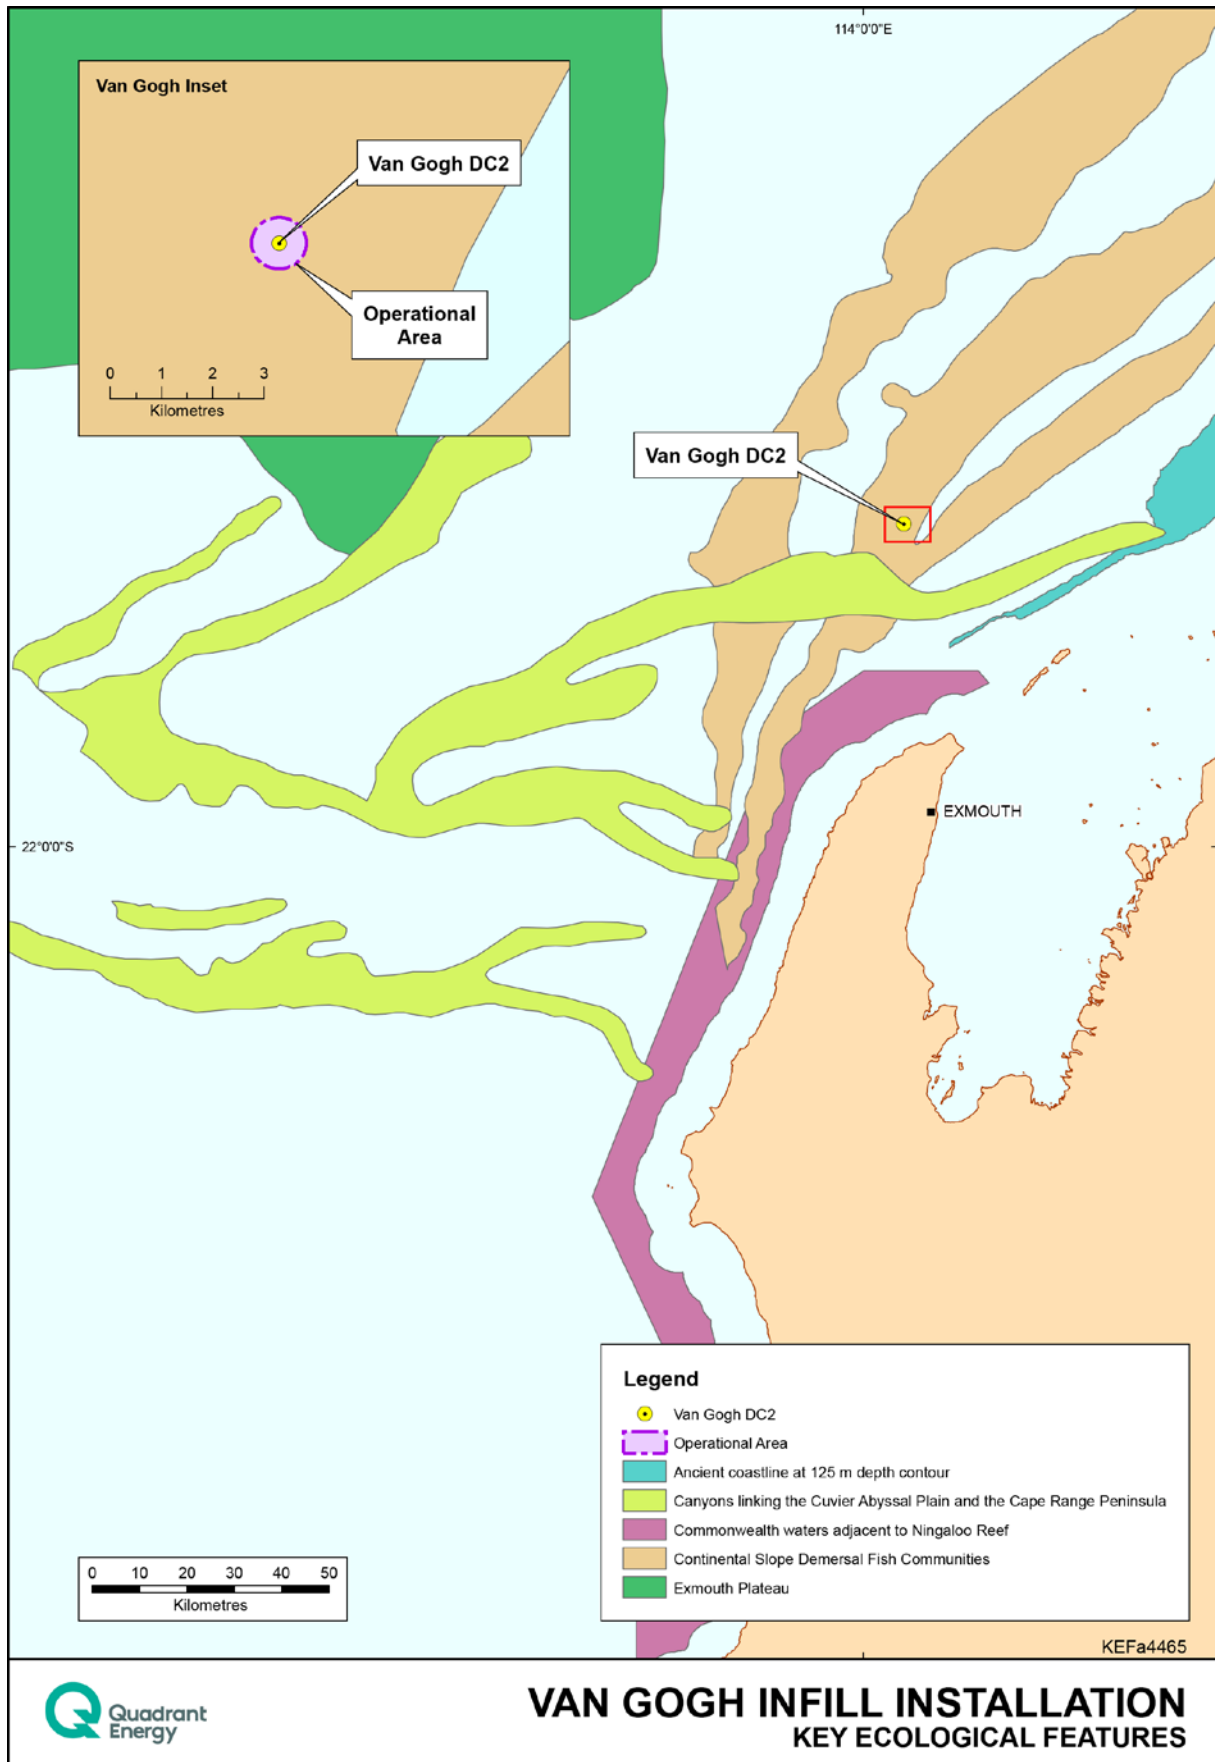 114°0'0"E
Van Gogh Inset
Van Gogh DC2
Operational
Area
0 1 2 3
Kilometres
Van Gogh DC2
EXMOUTH
22°0'0"S
Legend
Van Gogh DC2
Operational Area
Ancient coastline at 125 m depth contour
Canyons linking the Cuvier Abyssal Plain and the Cape Range Peninsula
Commonwealth waters adjacent to Ningaloo Reef
Continental Slope Demersal Fish Communities
Exmouth Plateau
0 10 20 30 40 50
Kilometres
KEFa4465
Quadrant
Energy
VAN GOGH INFILL INSTALLATION
KEY ECOLOGICAL FEATURES